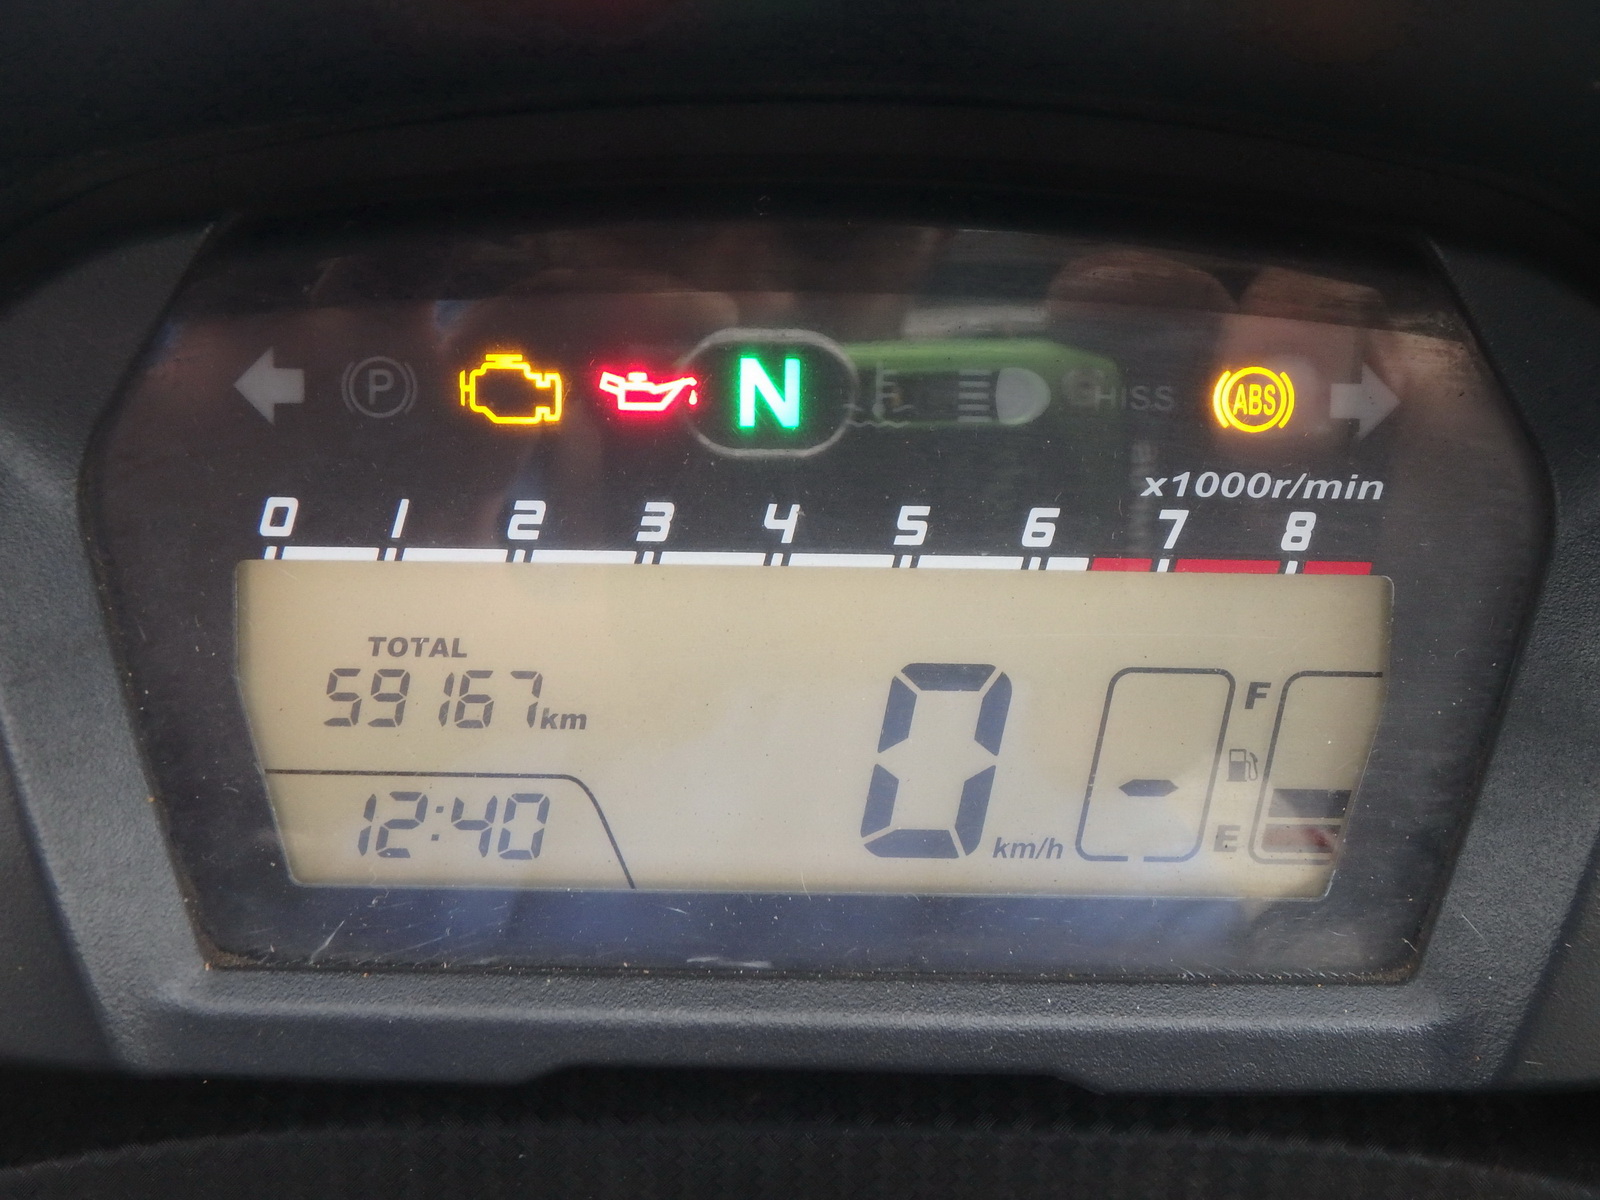 P N HISS ABS
x1000r/min
0 1 2 3 4 5 6 7 8
TOTAL
59167km
12:40
0 km/h
-
F
E